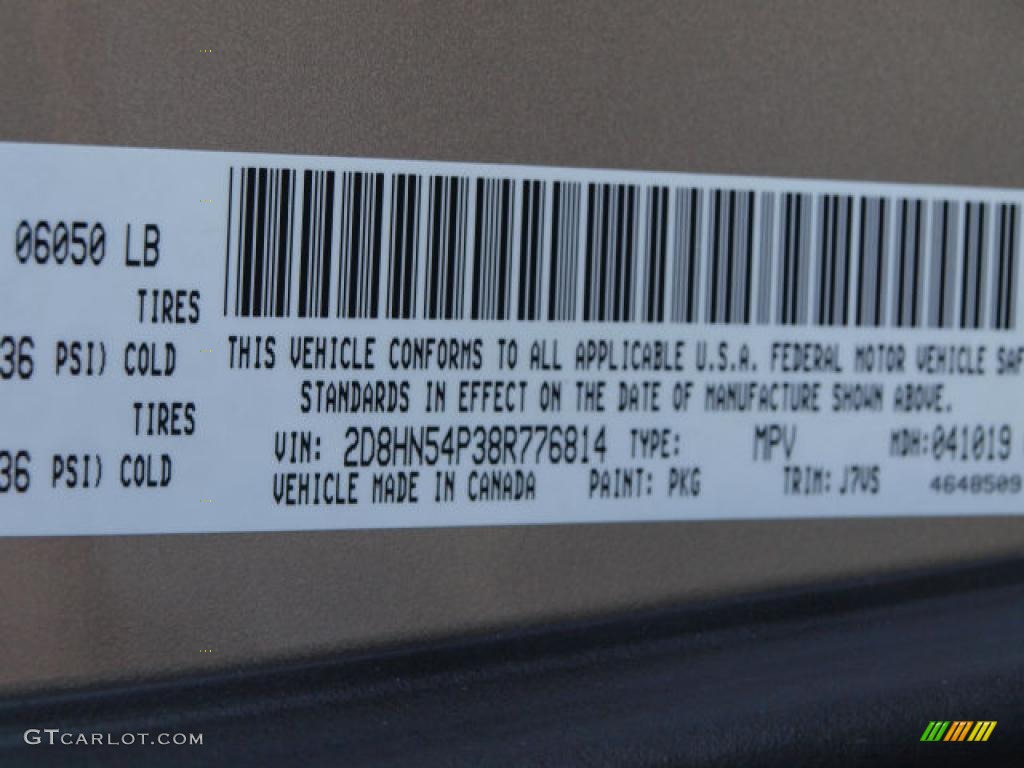 06050 LB
TIRES
36 PSI) COLD
TIRES
36 PSI) COLD
THIS VEHICLE CONFORMS TO ALL APPLICABLE U.S.A. FEDERAL MOTOR VEHICLE SAF
STANDARDS IN EFFECT ON THE DATE OF MANUFACTURE SHOWN ABOVE.
VIN: 2D8HN54P38R776814 TYPE: MPV MDH:041019
VEHICLE MADE IN CANADA PAINT: PKG TRIM: J7VS 4648509
GTCARLOT.COM